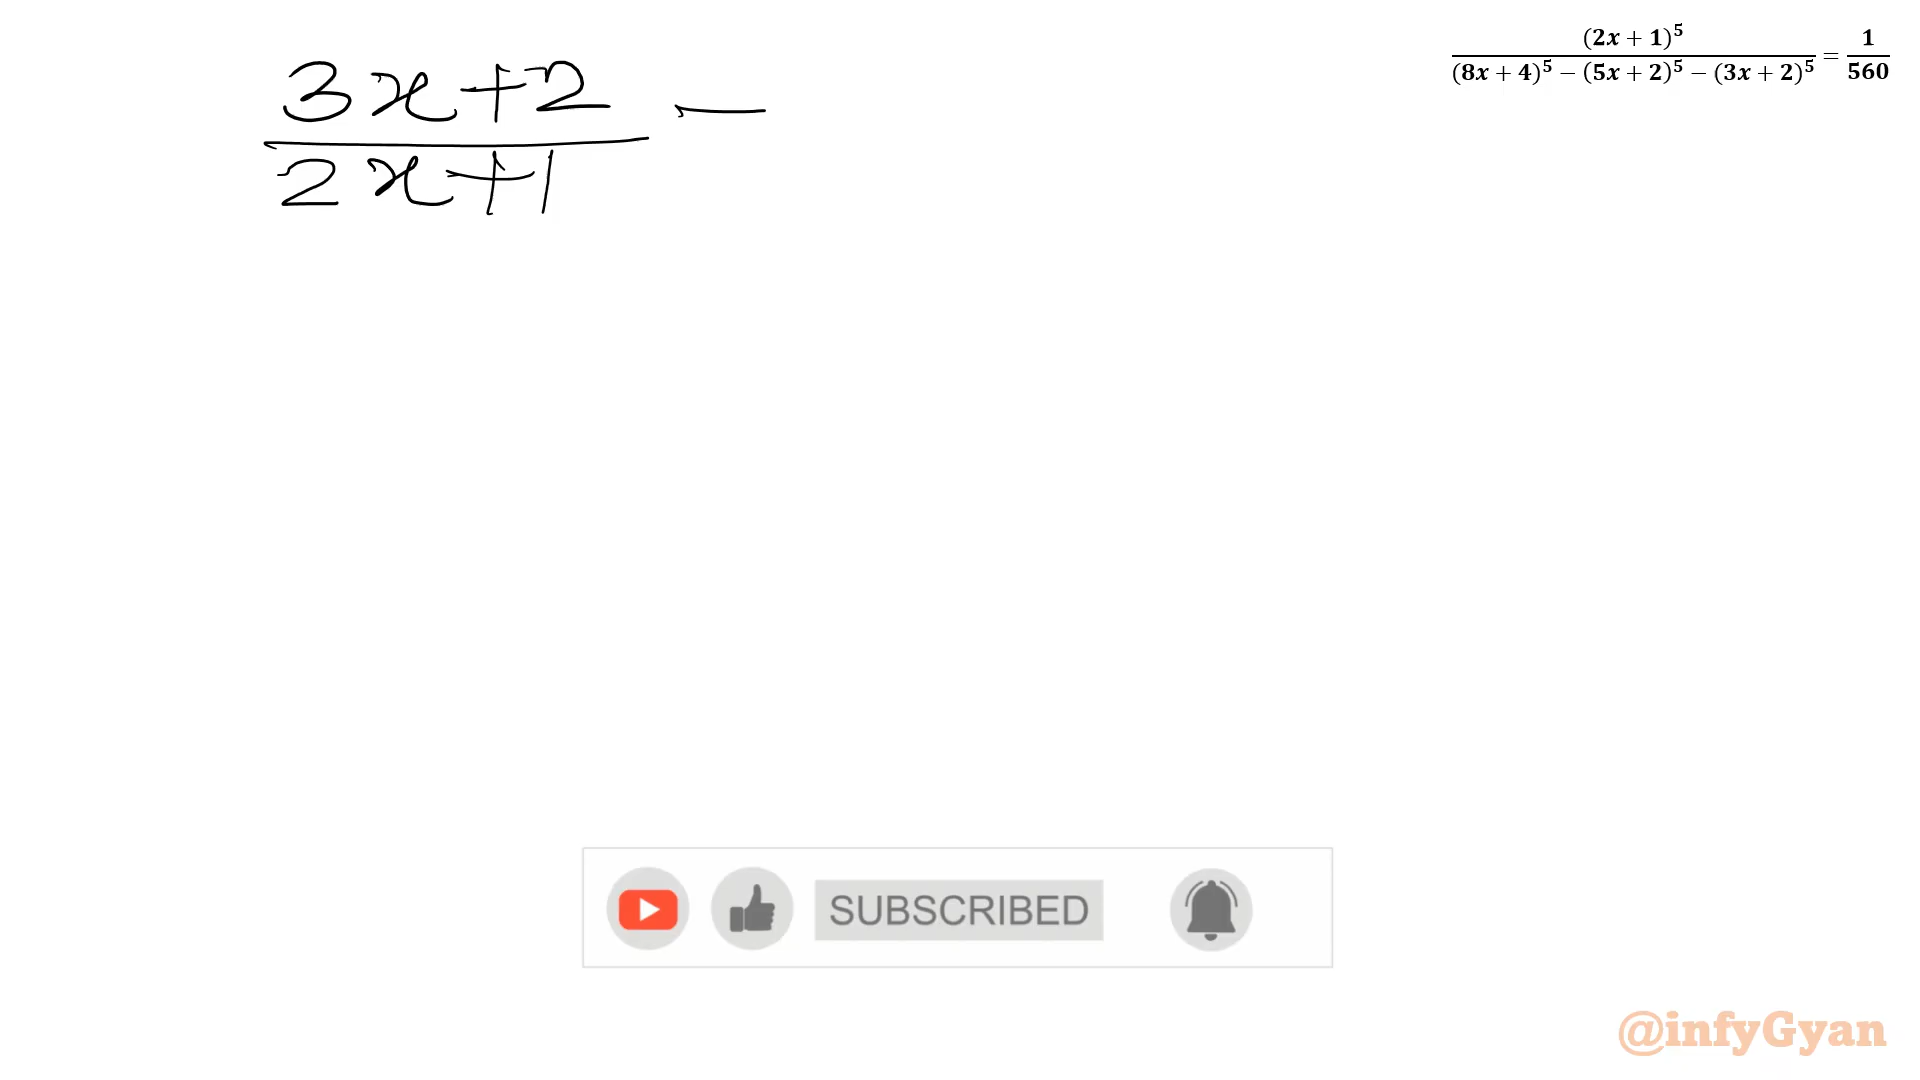 3x+2 —
2x+1
(2x + 1)^5
(8x + 4)^5 − (5x + 2)^5 − (3x + 2)^5
=
1
560
SUBSCRIBED
@infyGyan